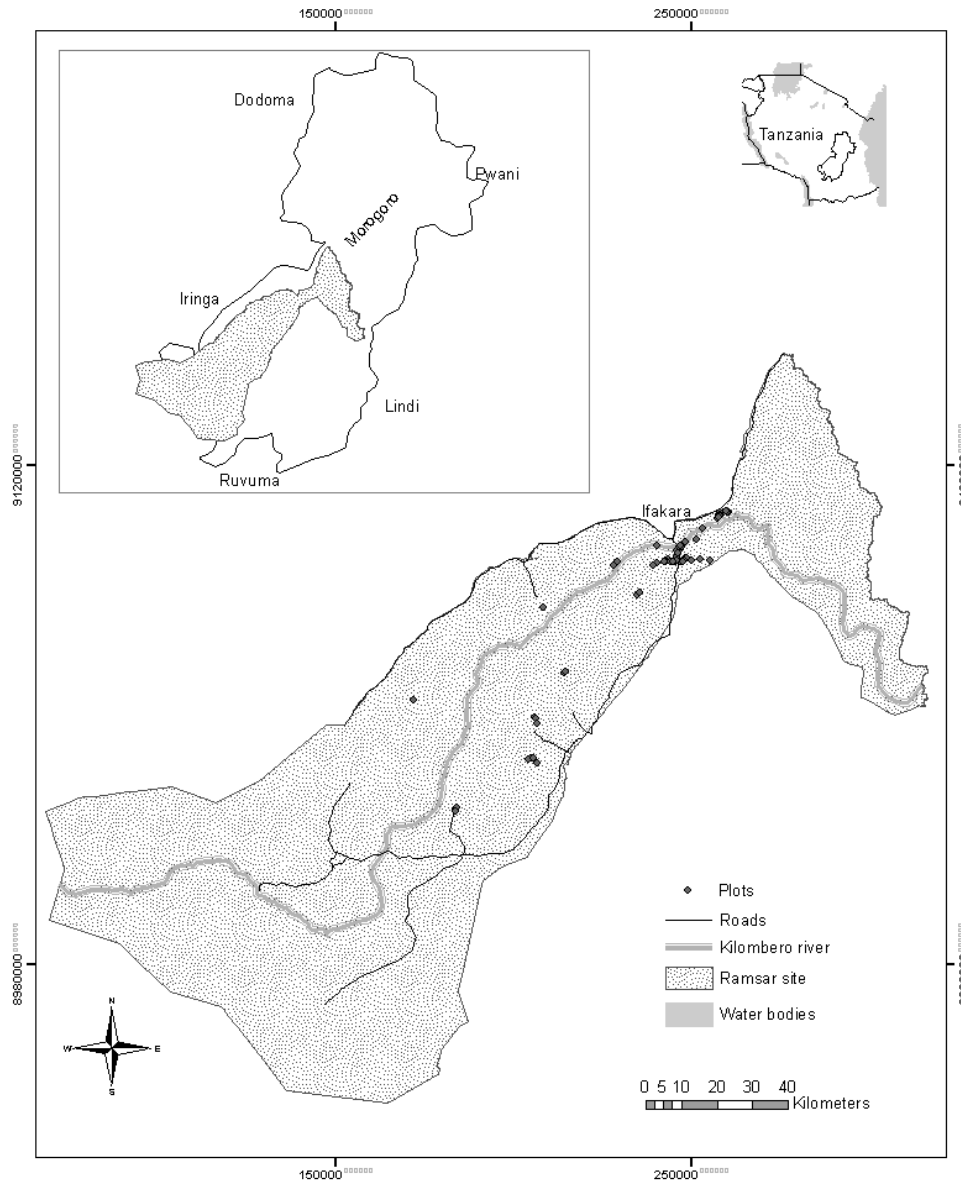 150000
250000
Dodoma
Pwani
Morogoro
Iringa
Lindi
Ruvuma
Tanzania
9120000
Ifakara
Plots
Roads
Kilombero river
Ramsar site
Water bodies
8980000
N
W
E
S
0 5 10 20 30 40
Kilometers
150000
250000